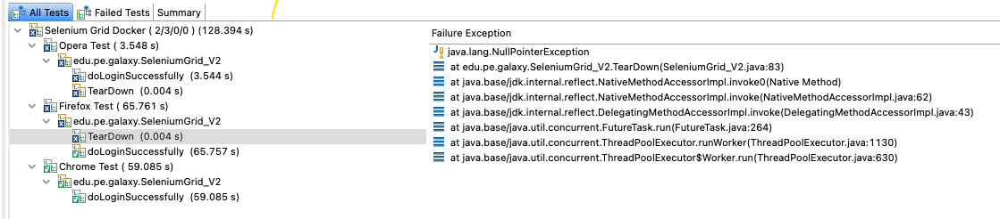 All Tests Failed Tests Summary
Selenium Grid Docker ( 2/3/0/0 ) (128.394 s)
Opera Test ( 3.548 s)
edu.pe.galaxy.SeleniumGrid_V2
doLoginSuccessfully (3.544 s)
TearDown (0.004 s)
Firefox Test ( 65.761 s)
edu.pe.galaxy.SeleniumGrid_V2
TearDown (0.004 s)
doLoginSuccessfully (65.757 s)
Chrome Test ( 59.085 s)
edu.pe.galaxy.SeleniumGrid_V2
doLoginSuccessfully (59.085 s)
Failure Exception
java.lang.NullPointerException
at edu.pe.galaxy.SeleniumGrid_V2.TearDown(SeleniumGrid_V2.java:83)
at java.base/jdk.internal.reflect.NativeMethodAccessorImpl.invoke0(Native Method)
at java.base/jdk.internal.reflect.NativeMethodAccessorImpl.invoke(NativeMethodAccessorImpl.java:62)
at java.base/jdk.internal.reflect.DelegatingMethodAccessorImpl.invoke(DelegatingMethodAccessorImpl.java:43)
at java.base/java.util.concurrent.FutureTask.run(FutureTask.java:264)
at java.base/java.util.concurrent.ThreadPoolExecutor.runWorker(ThreadPoolExecutor.java:1130)
at java.base/java.util.concurrent.ThreadPoolExecutor$Worker.run(ThreadPoolExecutor.java:630)